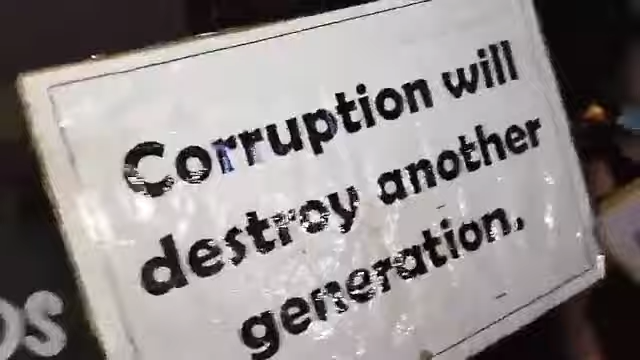 Corruption will
destroy another
generation.